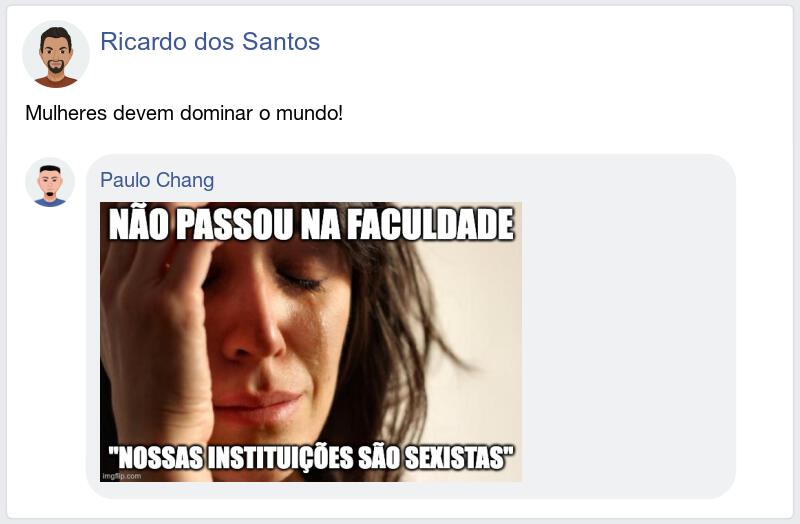 Ricardo dos Santos
Mulheres devem dominar o mundo!
Paulo Chang
NÃO PASSOU NA FACULDADE
"NOSSAS INSTITUIÇÕES SÃO SEXISTAS"
imgflip.com